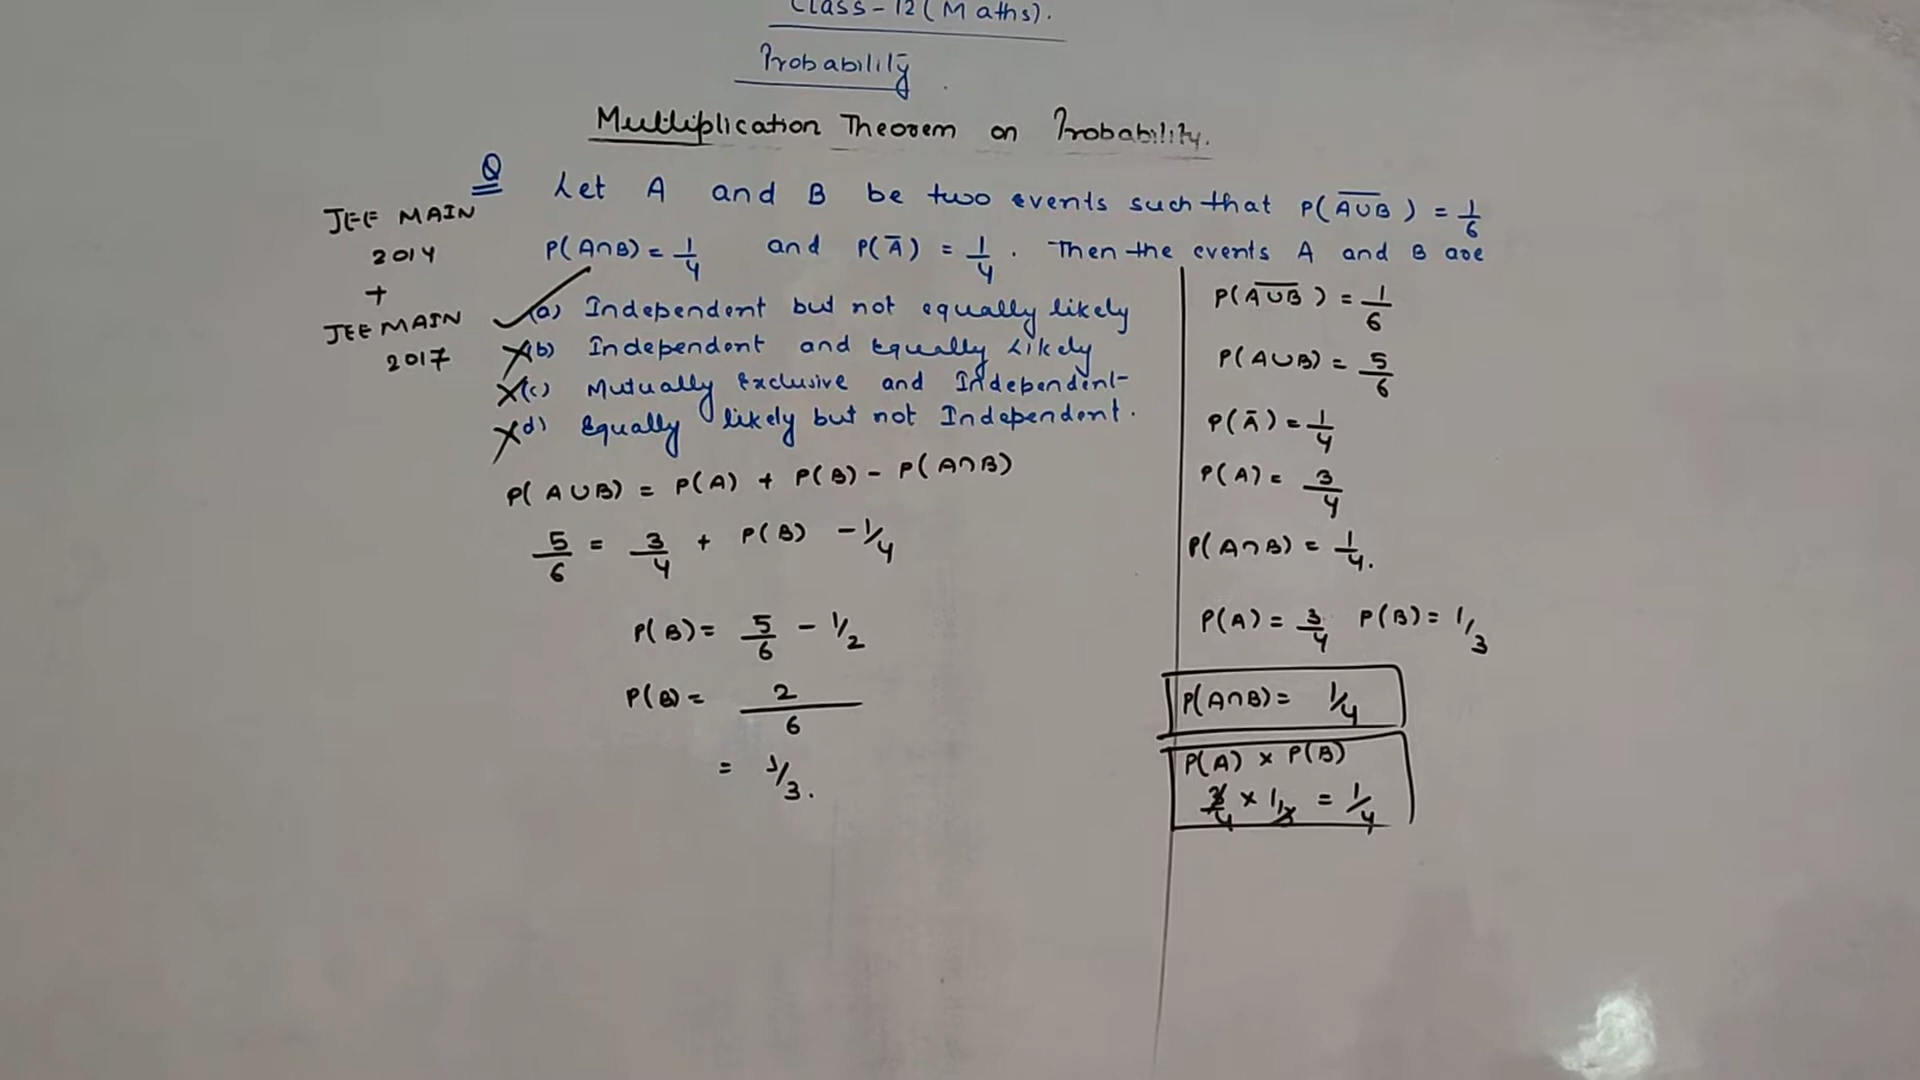 Class-12 (Maths).
Probability
Multiplication Theorem on Probability.
Q Let A and B be two events such that P(A̅∪̅B̅) = 1/6
P(A∩B) = 1/4 and P(Ā) = 1/4. Then the events A and B are
JEE MAIN
2014
+
JEE MAIN
2017
(a) Independent but not equally likely
(b) Independent and Equally Likely
(c) Mutually Exclusive and Independent
(d) Equally likely but not Independent.
P(A∪B) = P(A) + P(B) - P(A∩B)
5/6 = 3/4 + P(B) - 1/4
P(B) = 5/6 - 1/2
P(B) = 2/6
= 1/3.
P(A̅∪̅B̅) = 1/6
P(A∪B) = 5/6
P(Ā) = 1/4
P(A) = 3/4
P(A∩B) = 1/4.
P(A) = 3/4 P(B) = 1/3
P(A∩B) = 1/4
P(A) × P(B)
3/4 × 1/3 = 1/4